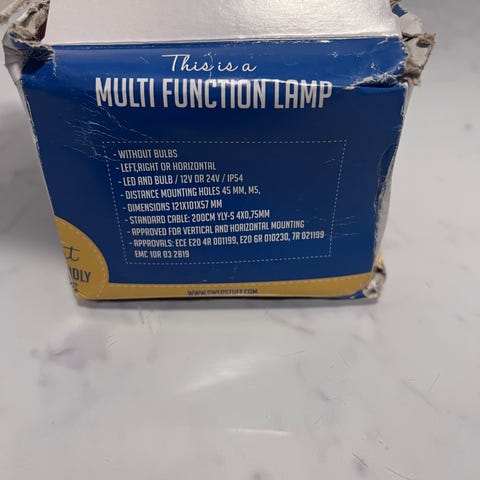 This is a
MULTI FUNCTION LAMP
- WITHOUT BULBS
- LEFT,RIGHT OR HORIZONTAL
- LED AND BULB / 12V OR 24V / IP54
- DISTANCE MOUNTING HOLES 45 MM, M5,
- DIMENSIONS 121X101X57 MM
- STANDARD CABLE: 200CM YLY-S 4X0,75MM
- APPROVED FOR VERTICAL AND HORIZONTAL MOUNTING
- APPROVALS: ECE E20 4R 001199, E20 6R 010230, 7R 021199
EMC 10R 03 2819
WWW.SWEDSTUFF.COM